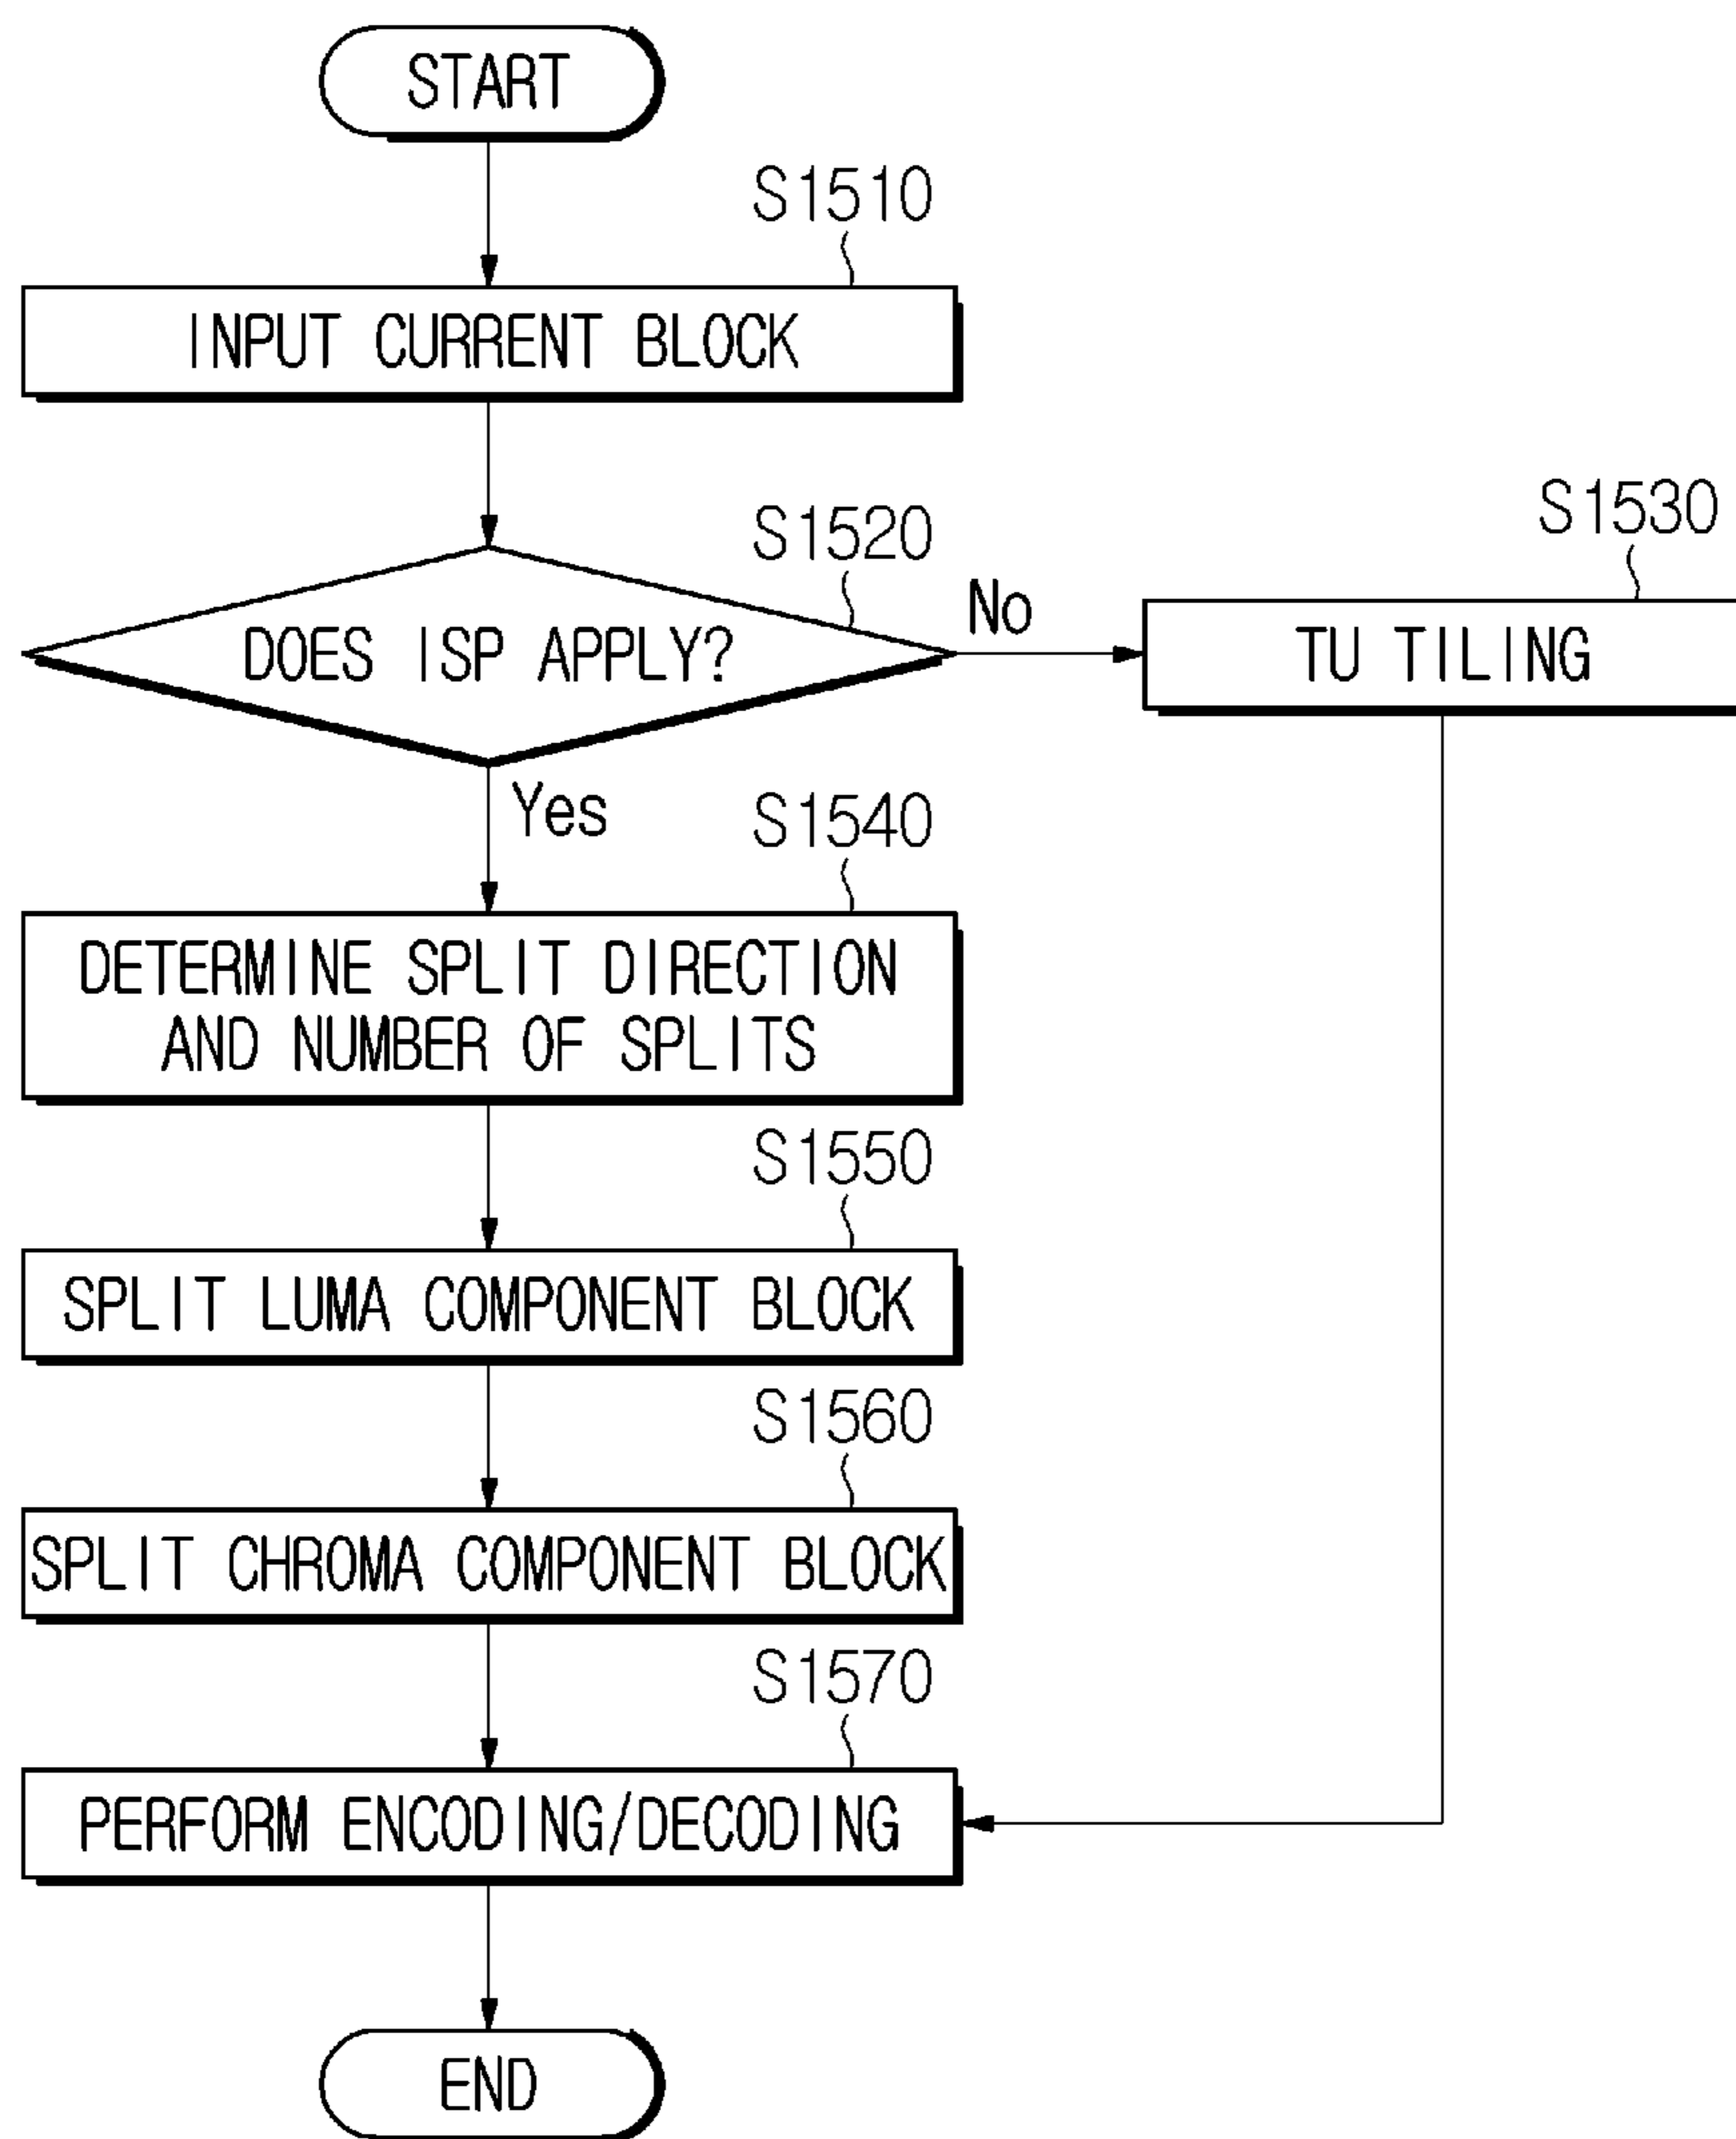 START
S1510
INPUT CURRENT BLOCK
S1520
DOES ISP APPLY?
No
S1530
TU TILING
Yes
S1540
DETERMINE SPLIT DIRECTION
AND NUMBER OF SPLITS
S1550
SPLIT LUMA COMPONENT BLOCK
S1560
SPLIT CHROMA COMPONENT BLOCK
S1570
PERFORM ENCODING/DECODING
END